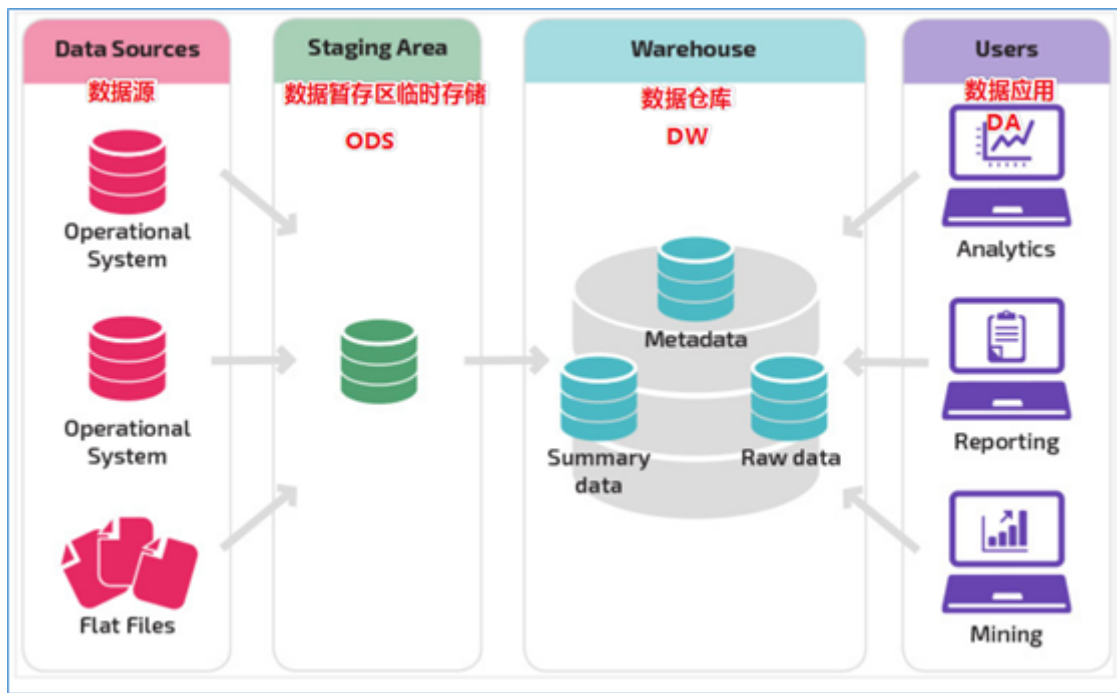 Data Sources
数据源
Operational
System
Operational
System
Flat Files
Staging Area
数据暂存区临时存储
ODS
Warehouse
数据仓库
DW
Metadata
Summary
data
Raw data
Users
数据应用
DA
Analytics
Reporting
Mining